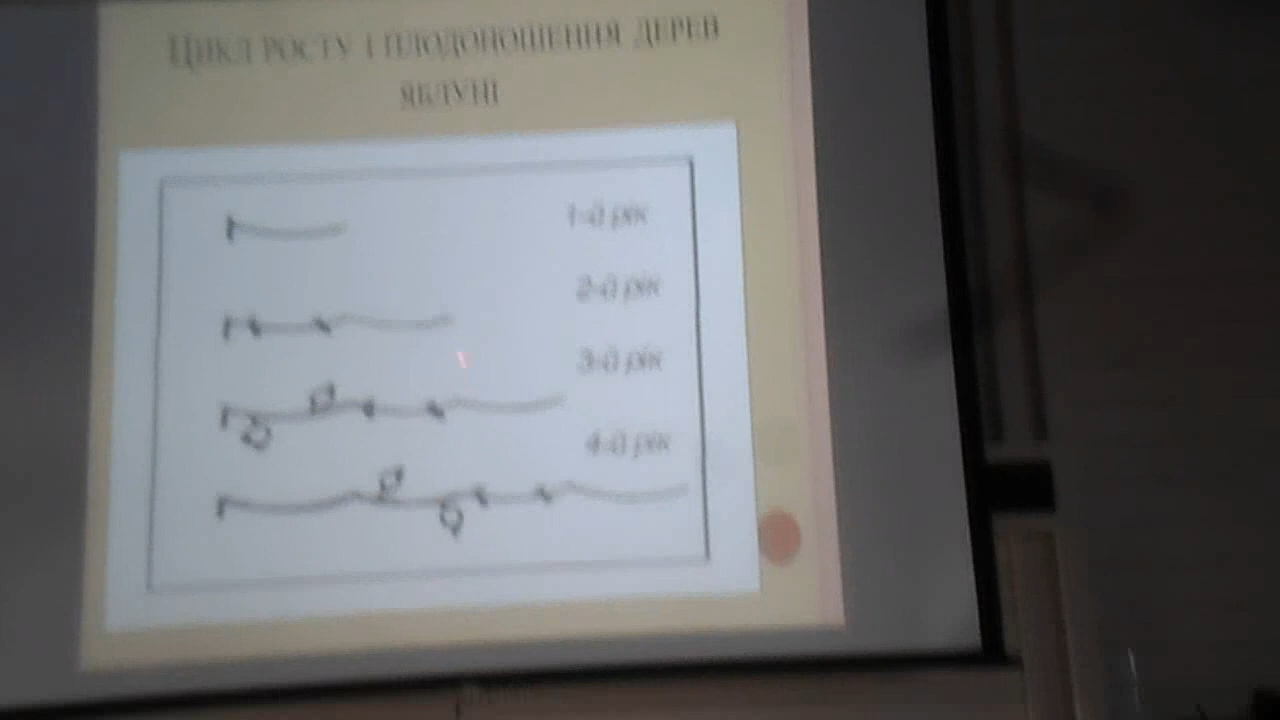 Цикл росту і плодоношення дерев
яблуні
1-й рік
2-й рік
3-й рік
4-й рік